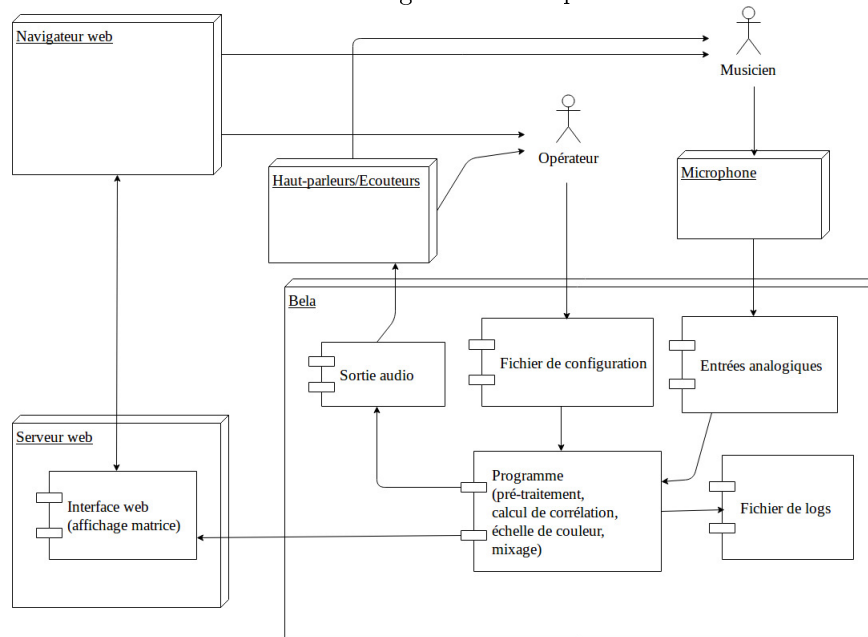 Navigateur web
Musicien
Opérateur
Haut-parleurs/Ecouteurs
Microphone
Bela
Sortie audio
Fichier de configuration
Entrées analogiques
Serveur web
Interface web
(affichage matrice)
Programme
(pré-traitement,
calcul de corrélation,
échelle de couleur,
mixage)
Fichier de logs